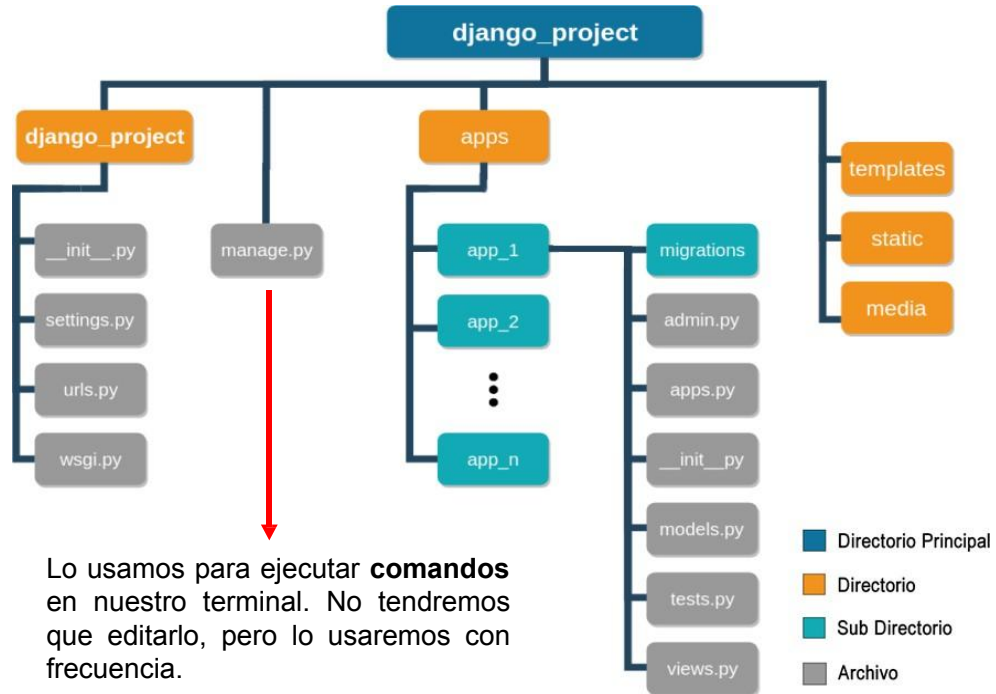 django_project
django_project
apps
templates
static
media
__init__.py
manage.py
settings.py
urls.py
wsgi.py
app_1
app_2
app_n
migrations
admin.py
apps.py
__init__py
models.py
tests.py
views.py
Lo usamos para ejecutar comandos
en nuestro terminal. No tendremos
que editarlo, pero lo usaremos con
frecuencia.
Directorio Principal
Directorio
Sub Directorio
Archivo